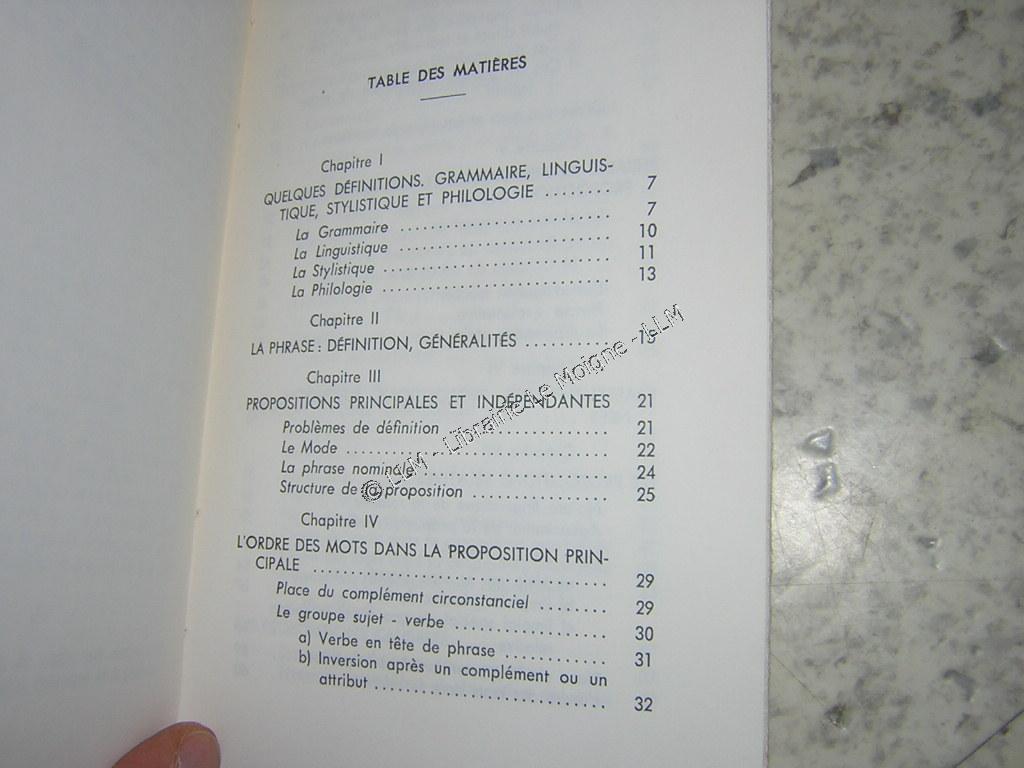 TABLE DES MATIÈRES
Chapitre I
QUELQUES DÉFINITIONS. GRAMMAIRE, LINGUIS-
TIQUE, STYLISTIQUE ET PHILOLOGIE ........ 7
La Grammaire .......................... 7
La Linguistique .......................... 10
La Stylistique ............................ 11
La Philologie ............................ 13
Chapitre II
LA PHRASE : DÉFINITION, GÉNÉRALITÉS ..........
Chapitre III
PROPOSITIONS PRINCIPALES ET INDÉPENDANTES 21
Problèmes de définition .................... 21
Le Mode ................................ 22
La phrase nominale ...................... 24
Structure de la proposition ................ 25
Chapitre IV
L'ORDRE DES MOTS DANS LA PROPOSITION PRIN-
CIPALE .................................... 29
Place du complément circonstanciel ........ 29
Le groupe sujet - verbe .................. 30
a) Verbe en tête de phrase ............ 31
b) Inversion après un complément ou un
attribut ............................ 32
© LLM - Librairie Le Moigne - LLM